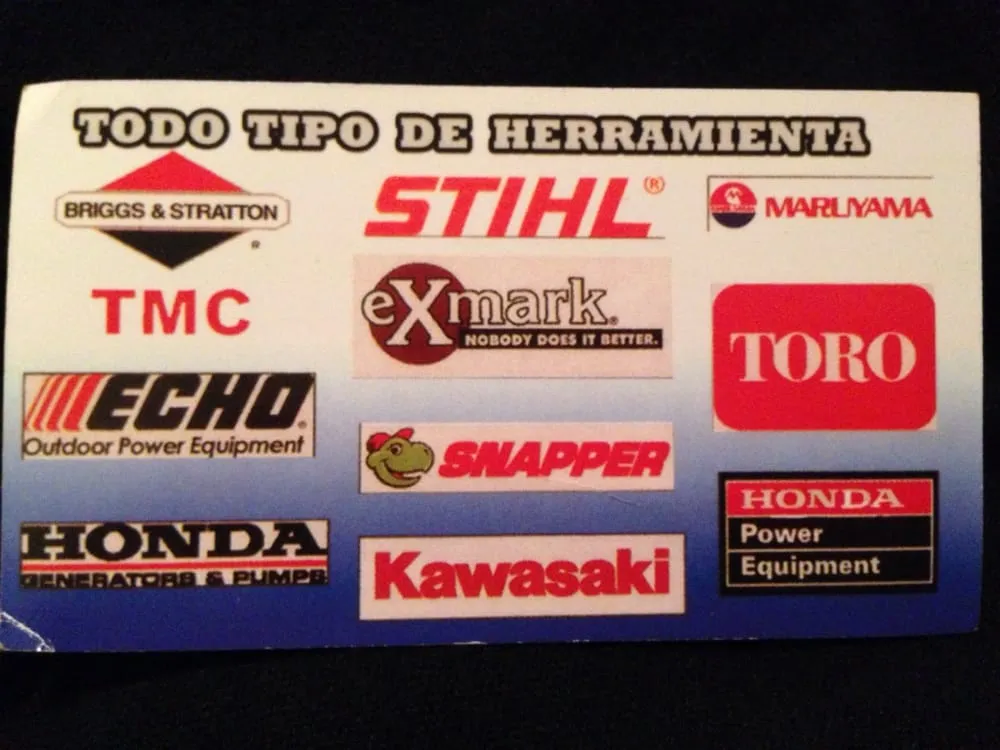 TODO TIPO DE HERRAMIENTA
BRIGGS & STRATTON
®
STIHL®
MARUYAMA
TMC
eXmark®
NOBODY DOES IT BETTER.
TORO
ECHO®
Outdoor Power Equipment
SNAPPER
HONDA
GENERATORS & PUMPS
Kawasaki
HONDA
Power
Equipment